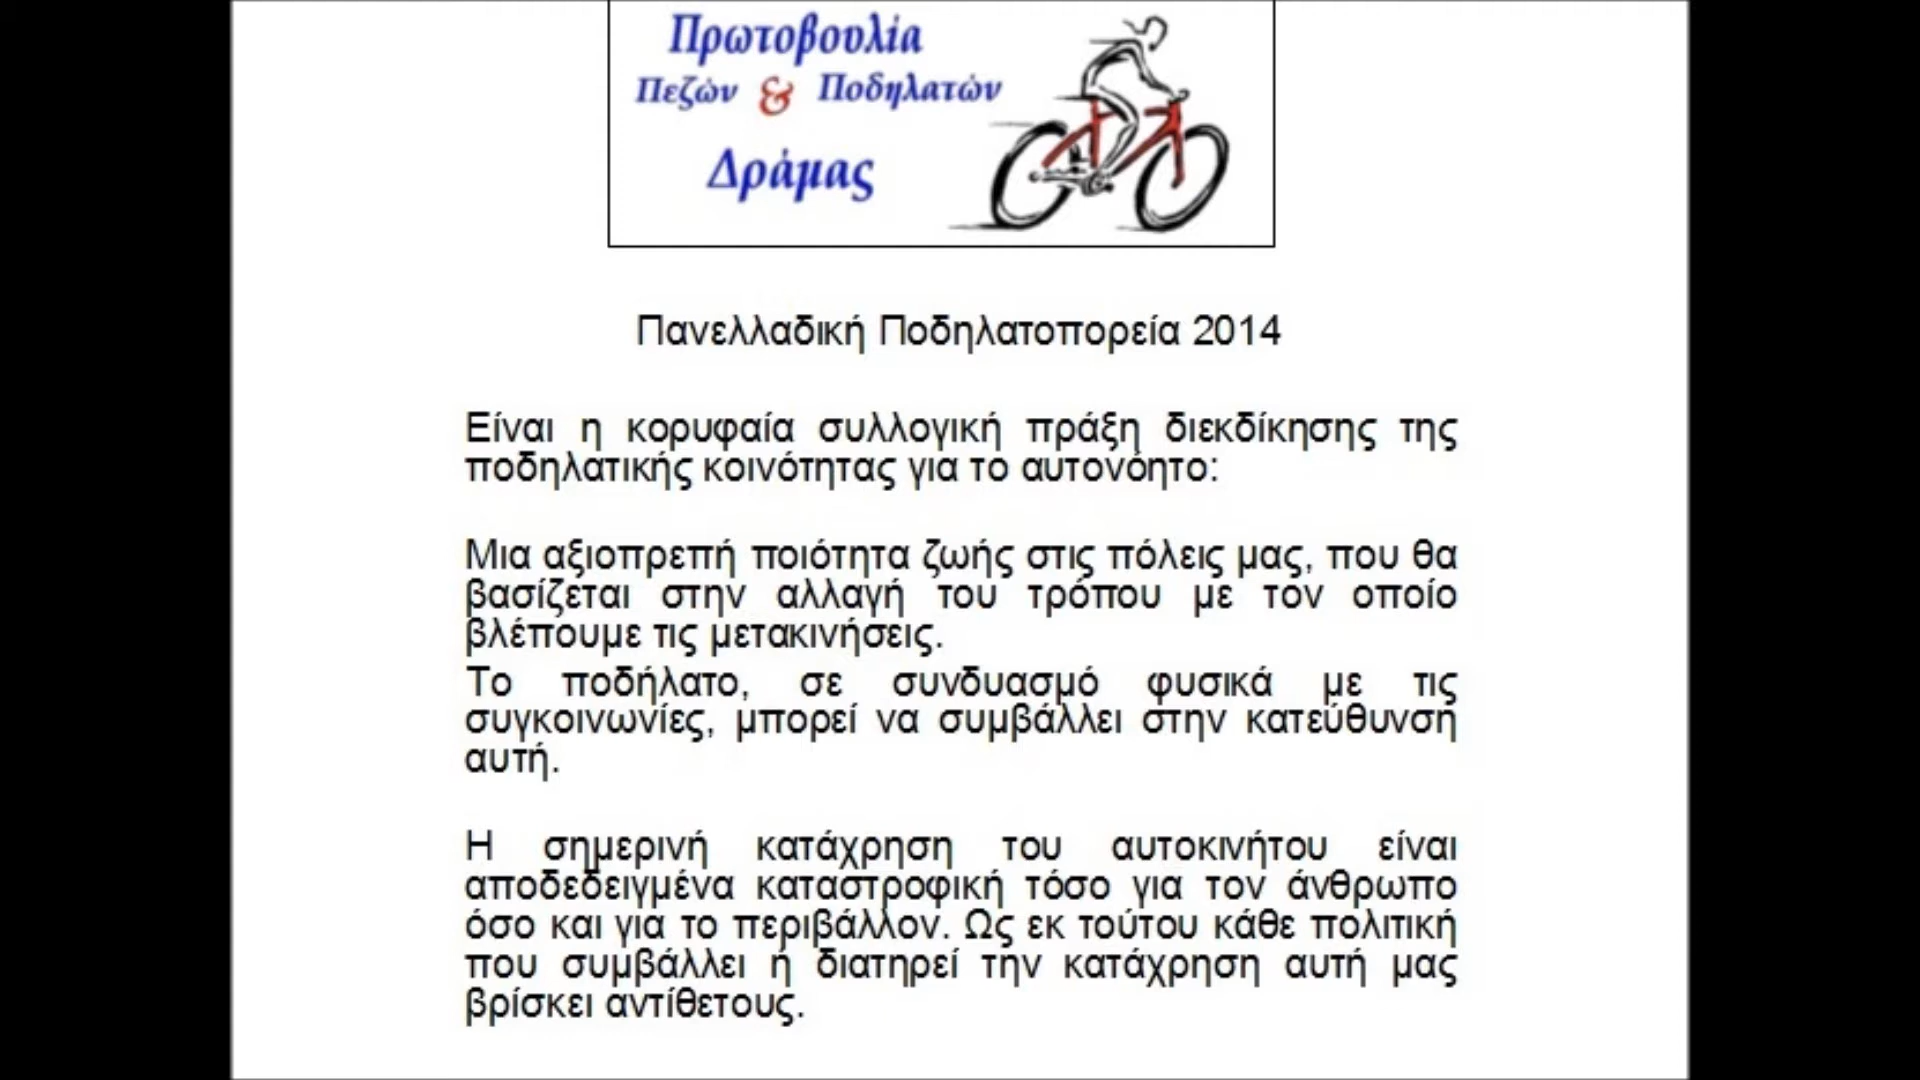 Πρωτοβουλία
Πεζών & Ποδηλατών
Δράμας
Πανελλαδική Ποδηλατοπορεία 2014
Είναι η κορυφαία συλλογική πράξη διεκδίκησης της
ποδηλατικής κοινότητας για το αυτονόητο:
Μια αξιοπρεπή ποιότητα ζωής στις πόλεις μας, που θα
βασίζεται στην αλλαγή του τρόπου με τον οποίο
βλέπουμε τις μετακινήσεις.
Το ποδήλατο, σε συνδυασμό φυσικά με τις
συγκοινωνίες, μπορεί να συμβάλλει στην κατεύθυνση
αυτή.
Η σημερινή κατάχρηση του αυτοκινήτου είναι
αποδεδειγμένα καταστροφική τόσο για τον άνθρωπο
όσο και για το περιβάλλον. Ως εκ τούτου κάθε πολιτική
που συμβάλλει ή διατηρεί την κατάχρηση αυτή μας
βρίσκει αντίθετους.